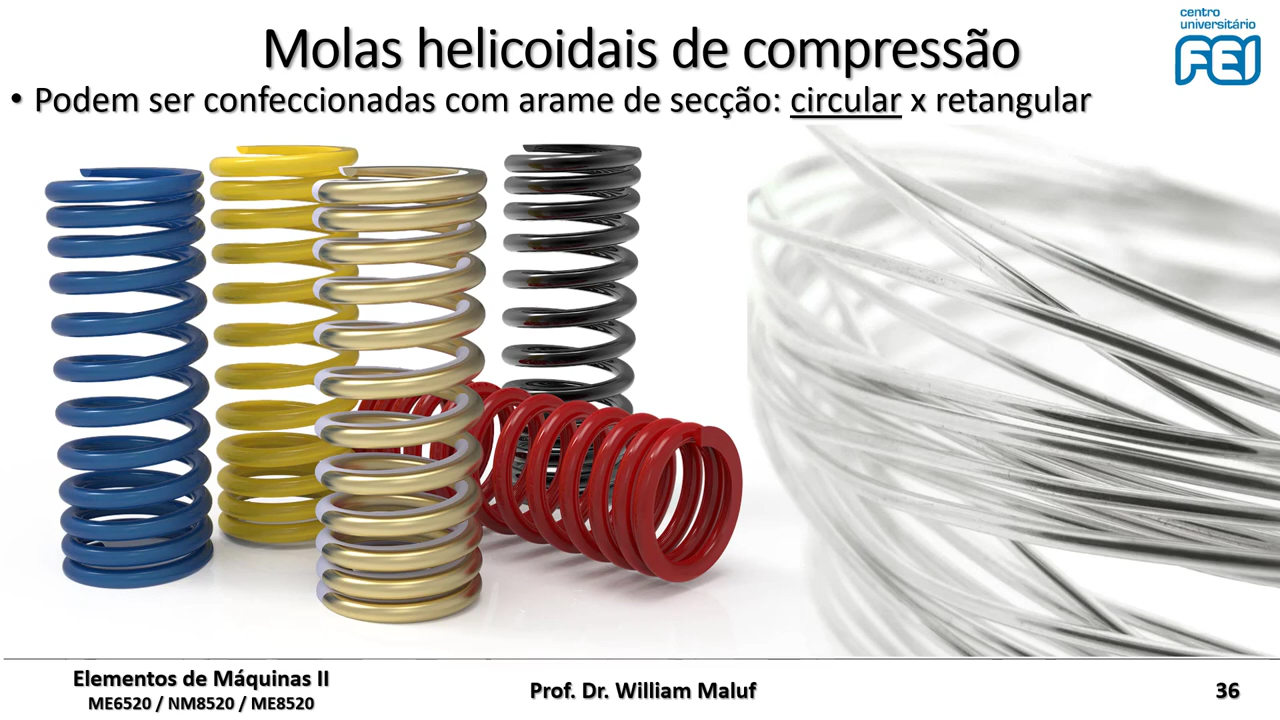 centro
universitário
FEI
Molas helicoidais de compressão
• Podem ser confeccionadas com arame de secção: circular x retangular
Elementos de Máquinas II
ME6520 / NM8520 / ME8520
Prof. Dr. William Maluf
36